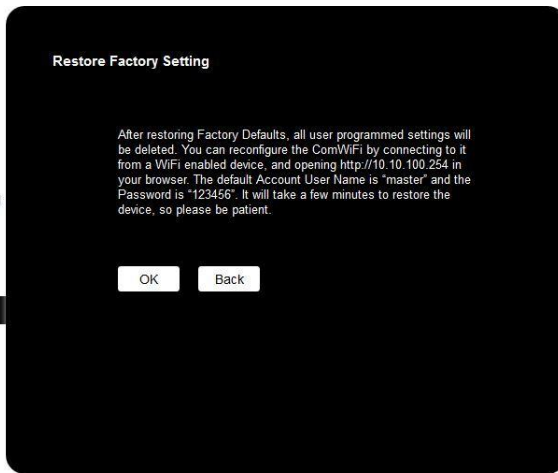 Restore Factory Setting
After restoring Factory Defaults, all user programmed settings will
be deleted. You can reconfigure the ComWiFi by connecting to it
from a WiFi enabled device, and opening http://10.10.100.254 in
your browser. The default Account User Name is “master” and the
Password is “123456”. It will take a few minutes to restore the
device, so please be patient.
OK Back